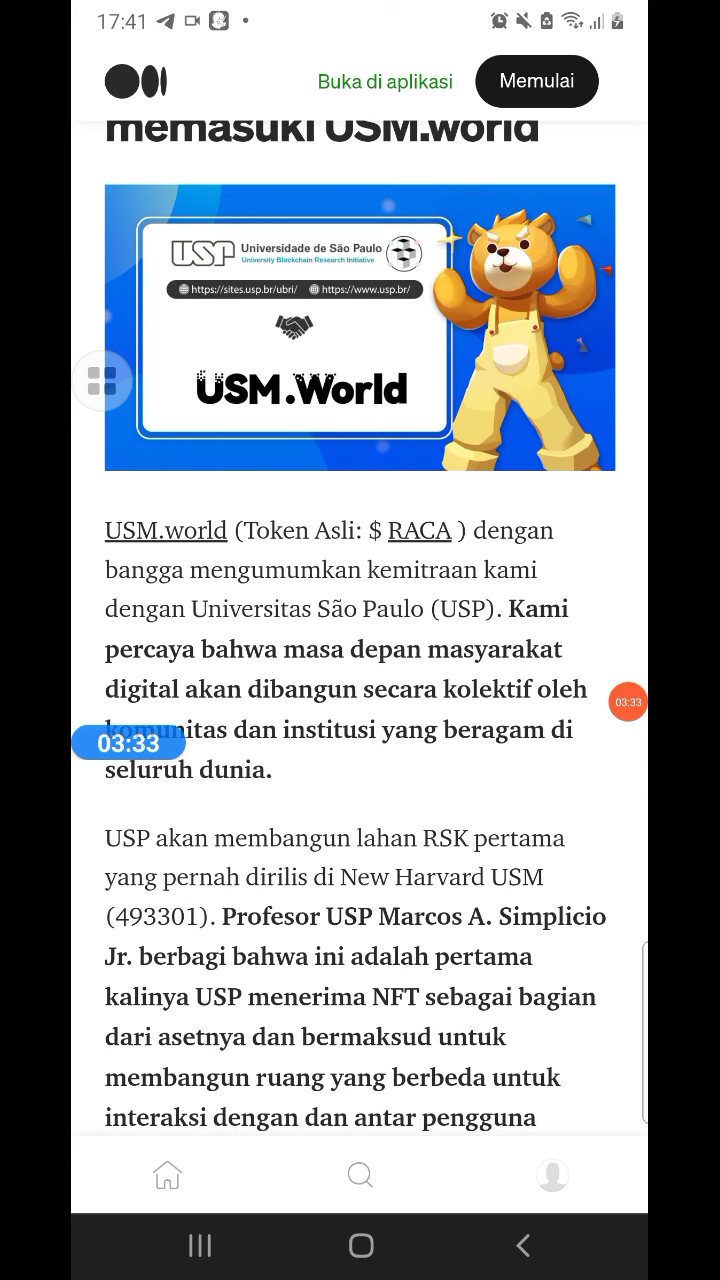 17:41
Buka di aplikasi
Memulai
memasuki USM.world
USP Universidade de São Paulo
University Blockchain Research Initiative
https://sites.usp.br/ubri/ https://www.usp.br/
USM.World
USM.world (Token Asli: $ RACA ) dengan
bangga mengumumkan kemitraan kami
dengan Universitas São Paulo (USP). Kami
percaya bahwa masa depan masyarakat
digital akan dibangun secara kolektif oleh
03:33
komunitas dan institusi yang beragam di
03:33
seluruh dunia.
USP akan membangun lahan RSK pertama
yang pernah dirilis di New Harvard USM
(493301). Profesor USP Marcos A. Simplicio
Jr. berbagi bahwa ini adalah pertama
kalinya USP menerima NFT sebagai bagian
dari asetnya dan bermaksud untuk
membangun ruang yang berbeda untuk
interaksi dengan dan antar pengguna